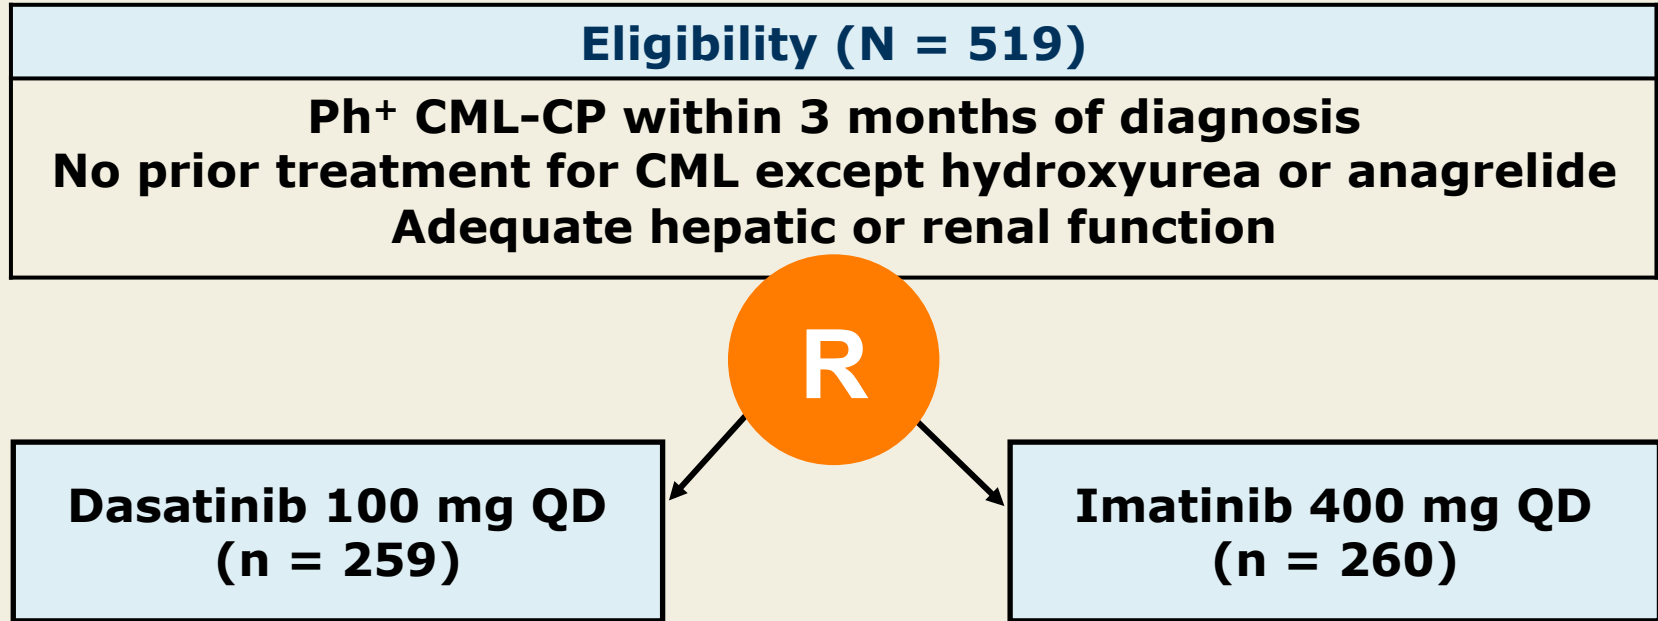 Eligibility (N = 519)
Ph⁺ CML-CP within 3 months of diagnosis
No prior treatment for CML except hydroxyurea or anagrelide
Adequate hepatic or renal function
R
Dasatinib 100 mg QD
(n = 259)
Imatinib 400 mg QD
(n = 260)